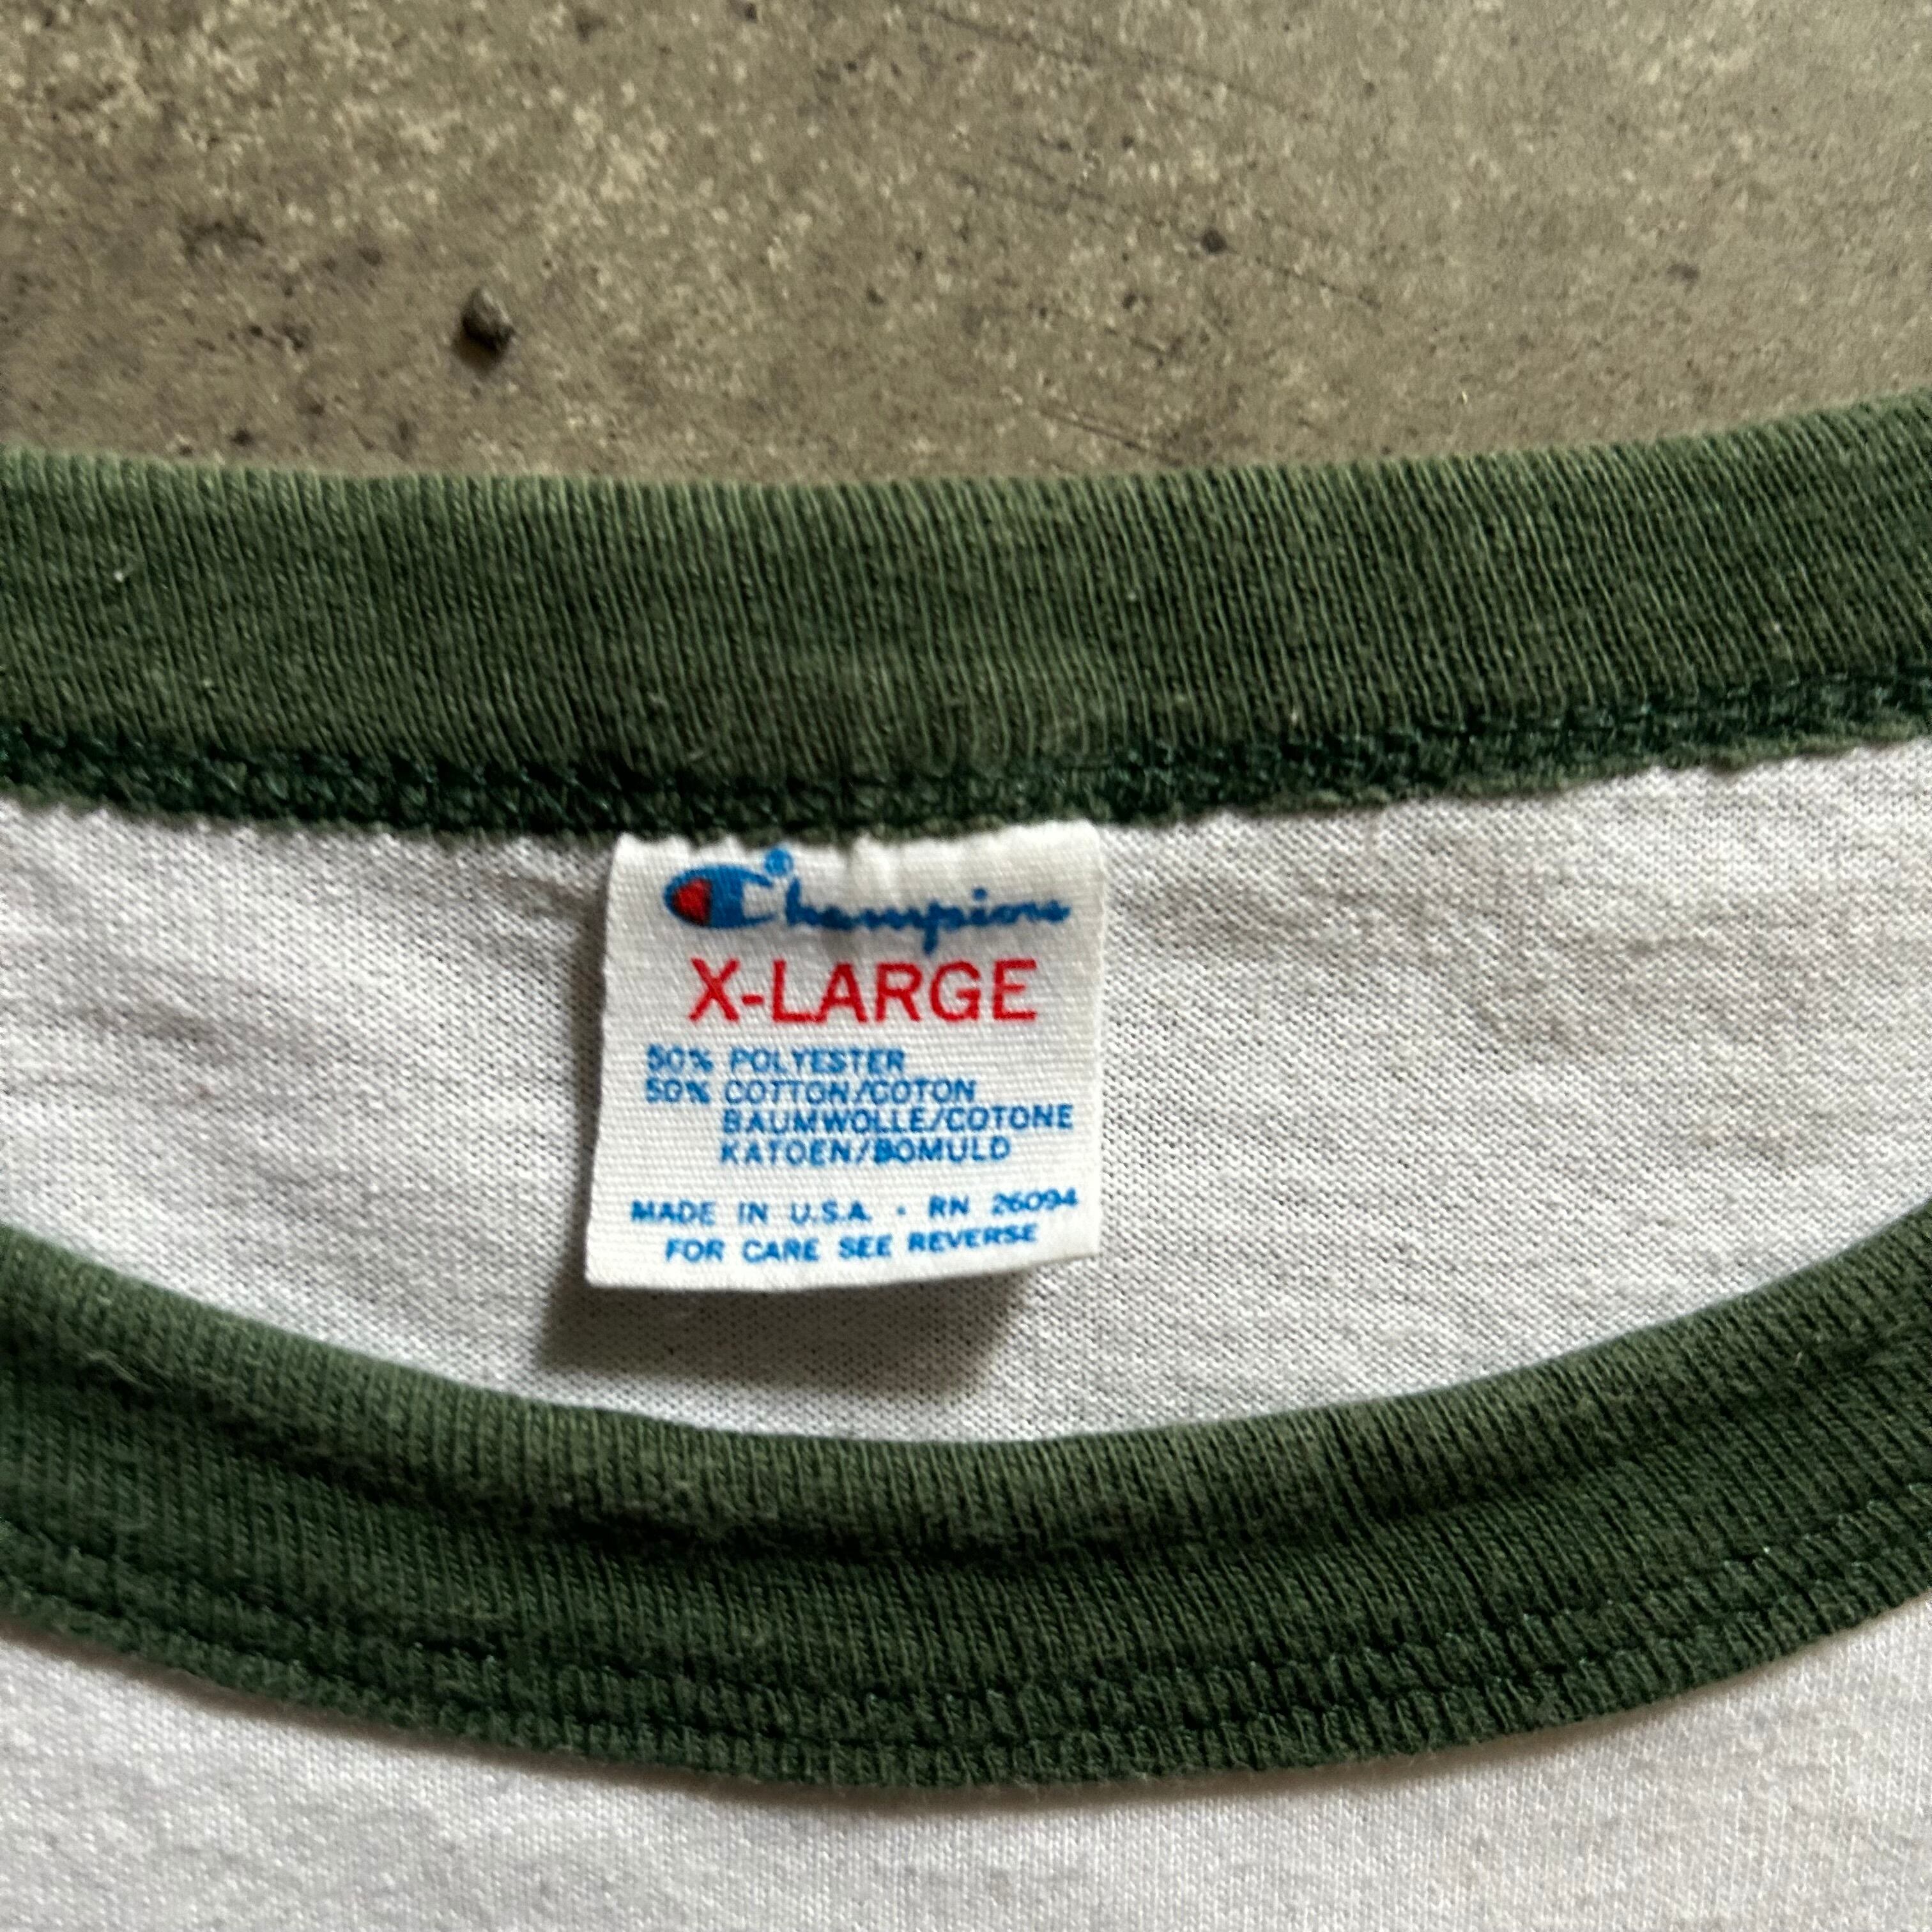 Champion®
X-LARGE
50% POLYESTER
50% COTTON/COTON
BAUMWOLLE/COTONE
KATOEN/BOMULD
MADE IN U.S.A. • RN 26094
FOR CARE SEE REVERSE